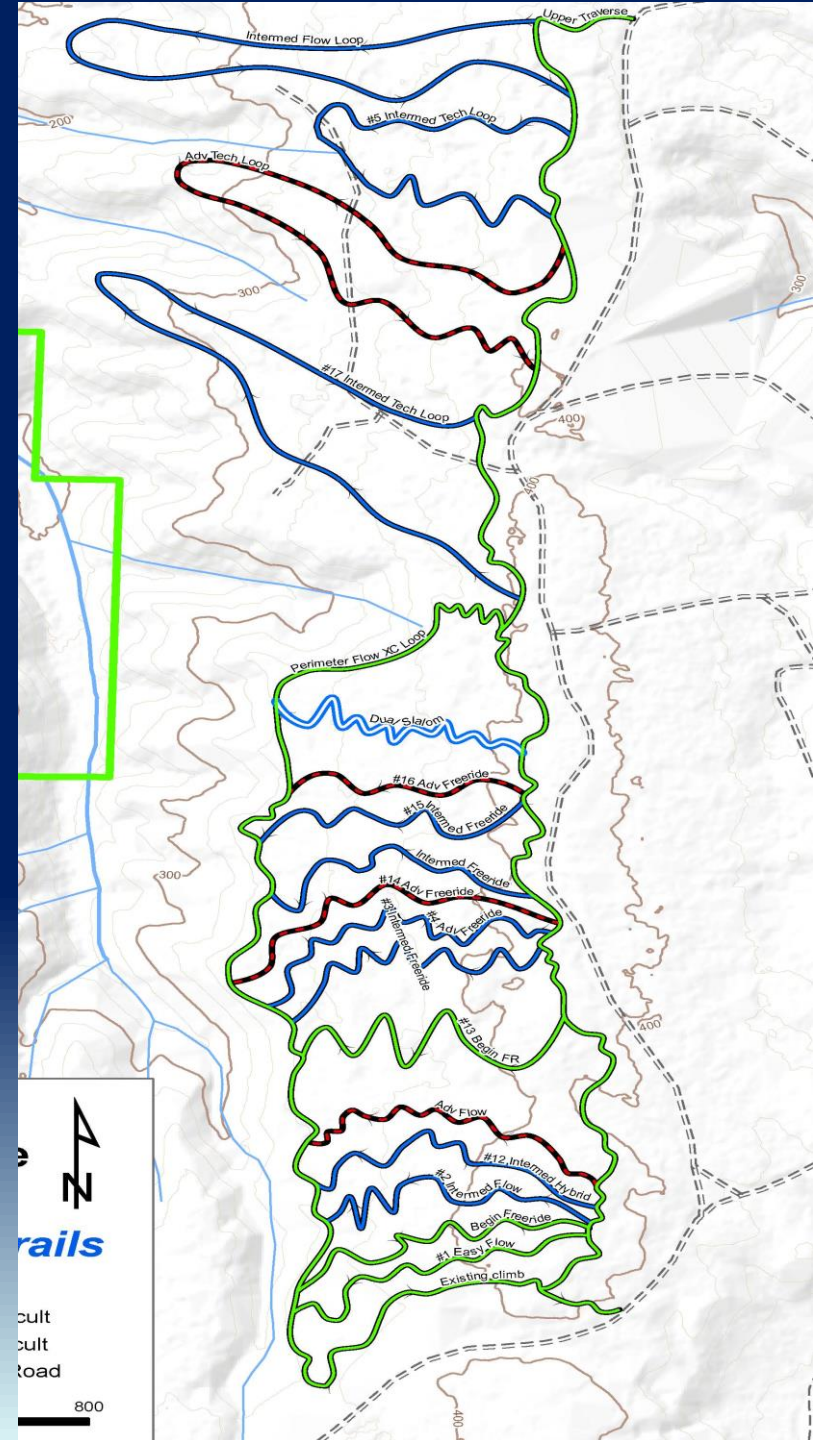 Upper Traverse
Intermed Flow Loop
#5 Intermed Tech Loop
200
Adv Tech Loop
300
300
#17 Intermed Tech Loop
400
400
Perimeter Flow XC Loop
Dual Slalom
#16 Adv Freeride
#15 Intermed Freeride
Intermed Freeride
300
#14 Adv Freeride
#4 Adv Freeride
#3 Intermed Freeride
#13 Begin FR
400
Adv Flow
#12 Intermed Hybrid
#2 Intermed Flow
Begin Freeride
#1 Easy Flow
Existing climb
400
e
N
rails
cult
cult
Road
800